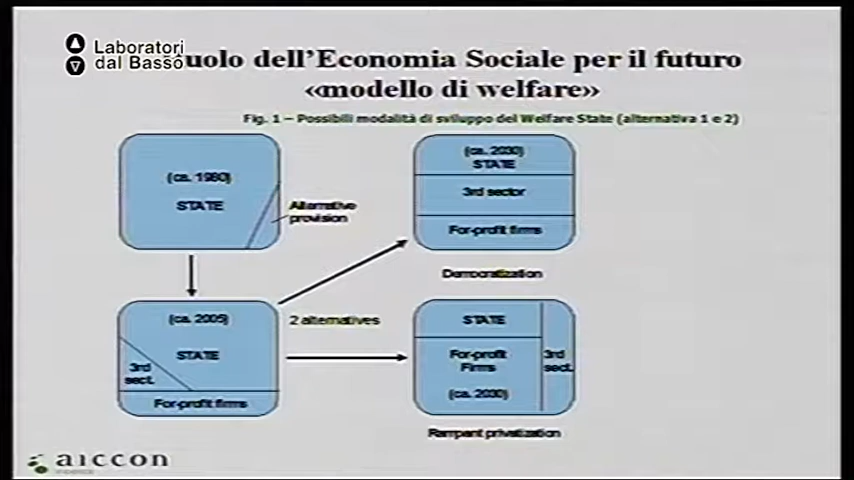 Laboratori
dal Basso
uolo dell'Economia Sociale per il futuro
«modello di welfare»
Fig. 1 – Possibili modalità di sviluppo del Welfare State (alternativa 1 e 2)
(ca. 1980)
STATE
Alternative
provision
(ca. 2030)
STATE
3rd sector
For-profit firms
Democratization
(ca. 2005)
STATE
3rd
sect.
For-profit firms
2 alternatives
STATE
For-profit
Firms
(ca. 2030)
3rd
sect.
Rampant privatization
aiccon